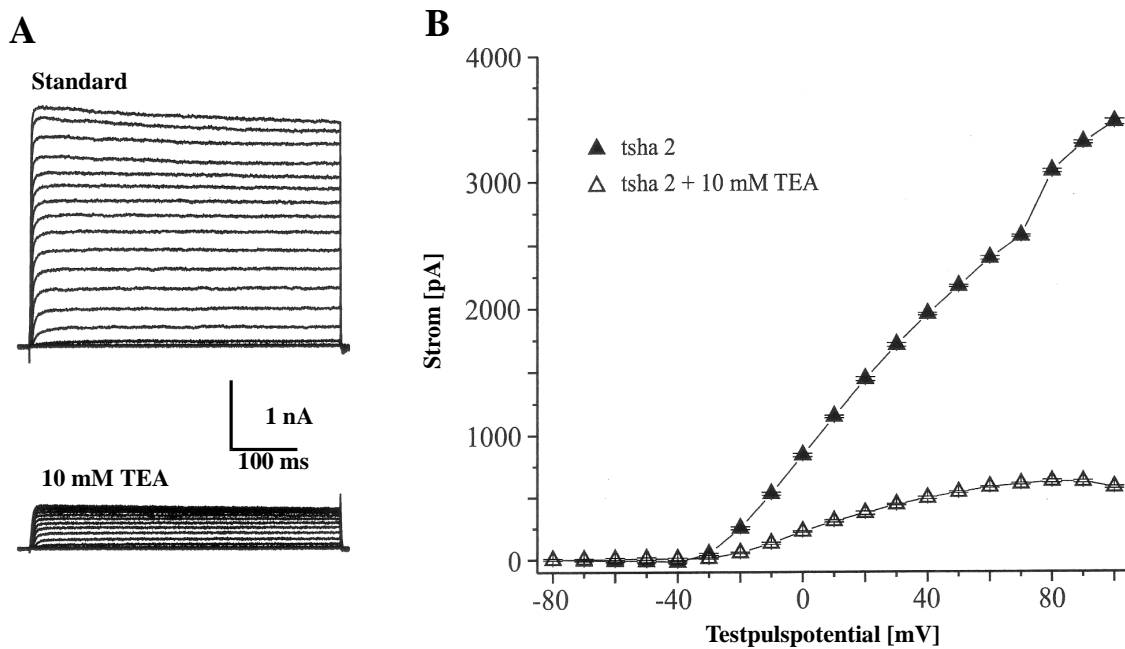 A
Standard
1 nA
100 ms
10 mM TEA
B
4000
3000
2000
1000
0
Strom [pA]
tsha 2
tsha 2 + 10 mM TEA
-80 -40 0 40 80
Testpulspotential [mV]